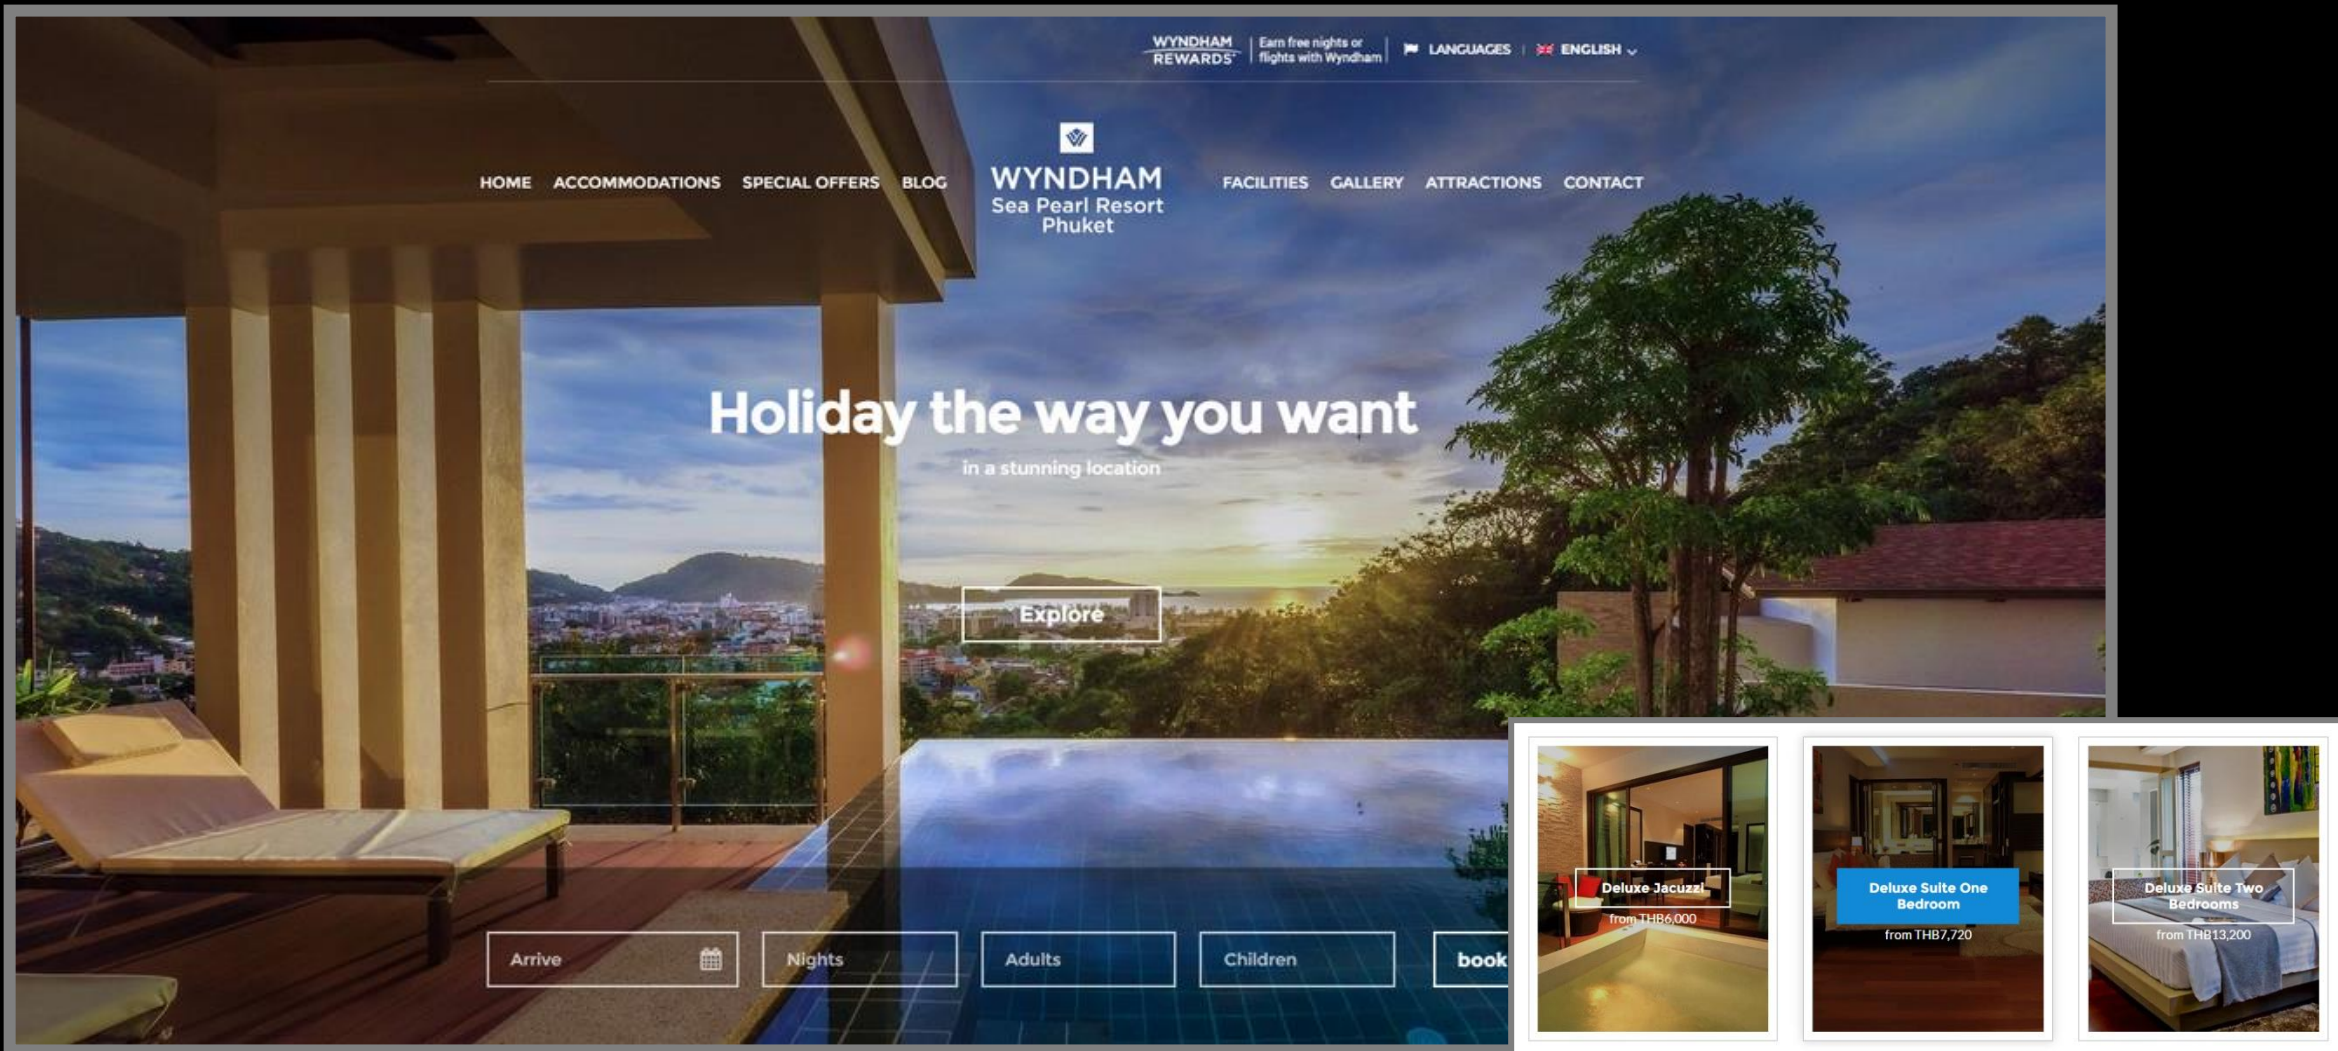 WYNDHAM
REWARDS
Earn free nights or
flights with Wyndham
LANGUAGES
ENGLISH
HOME ACCOMMODATIONS SPECIAL OFFERS BLOG
WYNDHAM
Sea Pearl Resort
Phuket
FACILITIES GALLERY ATTRACTIONS CONTACT
Holiday the way you want
in a stunning location
Explore
Arrive
Nights
Adults
Children
book
Deluxe Jacuzzi
from THB6,000
Deluxe Suite One
Bedroom
from THB7,720
Deluxe Suite Two
Bedrooms
from THB13,200